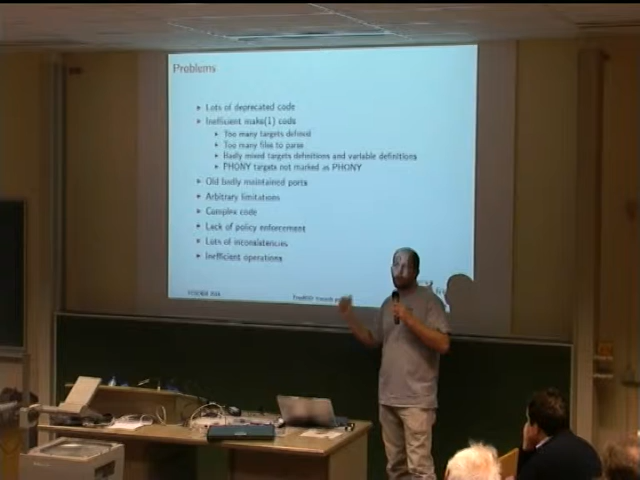 Problems
Lots of deprecated code
Inefficient make(1) code
Too many targets defined
Too many files to parse
Badly mixed targets definitions and variable definitions
PHONY targets not marked as PHONY
Old badly maintained ports
Arbitrary limitations
Complex code
Lack of policy enforcement
Lots of inconsistencies
Inefficient operations